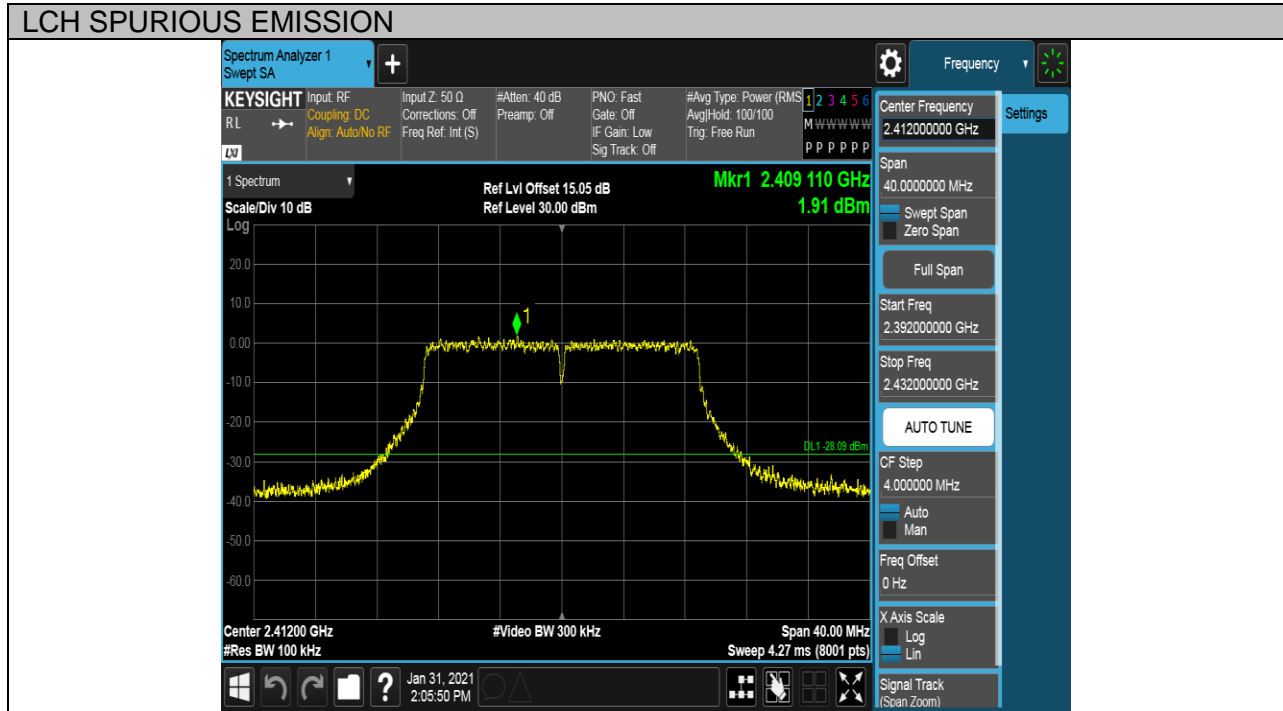 LCH SPURIOUS EMISSION
Spectrum Analyzer 1
Swept SA
+
Frequency
KEYSIGHT
RL
LXI
Input: RF
Coupling: DC
Align: Auto/No RF
Input Z: 50 Ω
Corrections: Off
Freq Ref: Int (S)
#Atten: 40 dB
Preamp: Off
PNO: Fast
Gate: Off
IF Gain: Low
Sig Track: Off
#Avg Type: Power (RMS
Avg|Hold: 100/100
Trig: Free Run
1 2 3 4 5 6
M W W W W W
P P P P P P
1 Spectrum
Scale/Div 10 dB
Ref Lvl Offset 15.05 dB
Ref Level 30.00 dBm
Mkr1 2.409 110 GHz
1.91 dBm
Log
20.0
10.0
0.00
-10.0
-20.0
-30.0
-40.0
-50.0
-60.0
1
DL1 -28.09 dBm
Center 2.41200 GHz
#Video BW 300 kHz
Span 40.00 MHz
#Res BW 100 kHz
Sweep 4.27 ms (8001 pts)
?
Jan 31, 2021
2:05:50 PM
Center Frequency
2.412000000 GHz
Settings
Span
40.0000000 MHz
Swept Span
Zero Span
Full Span
Start Freq
2.392000000 GHz
Stop Freq
2.432000000 GHz
AUTO TUNE
CF Step
4.000000 MHz
Auto
Man
Freq Offset
0 Hz
X Axis Scale
Log
Lin
Signal Track
(Span Zoom)